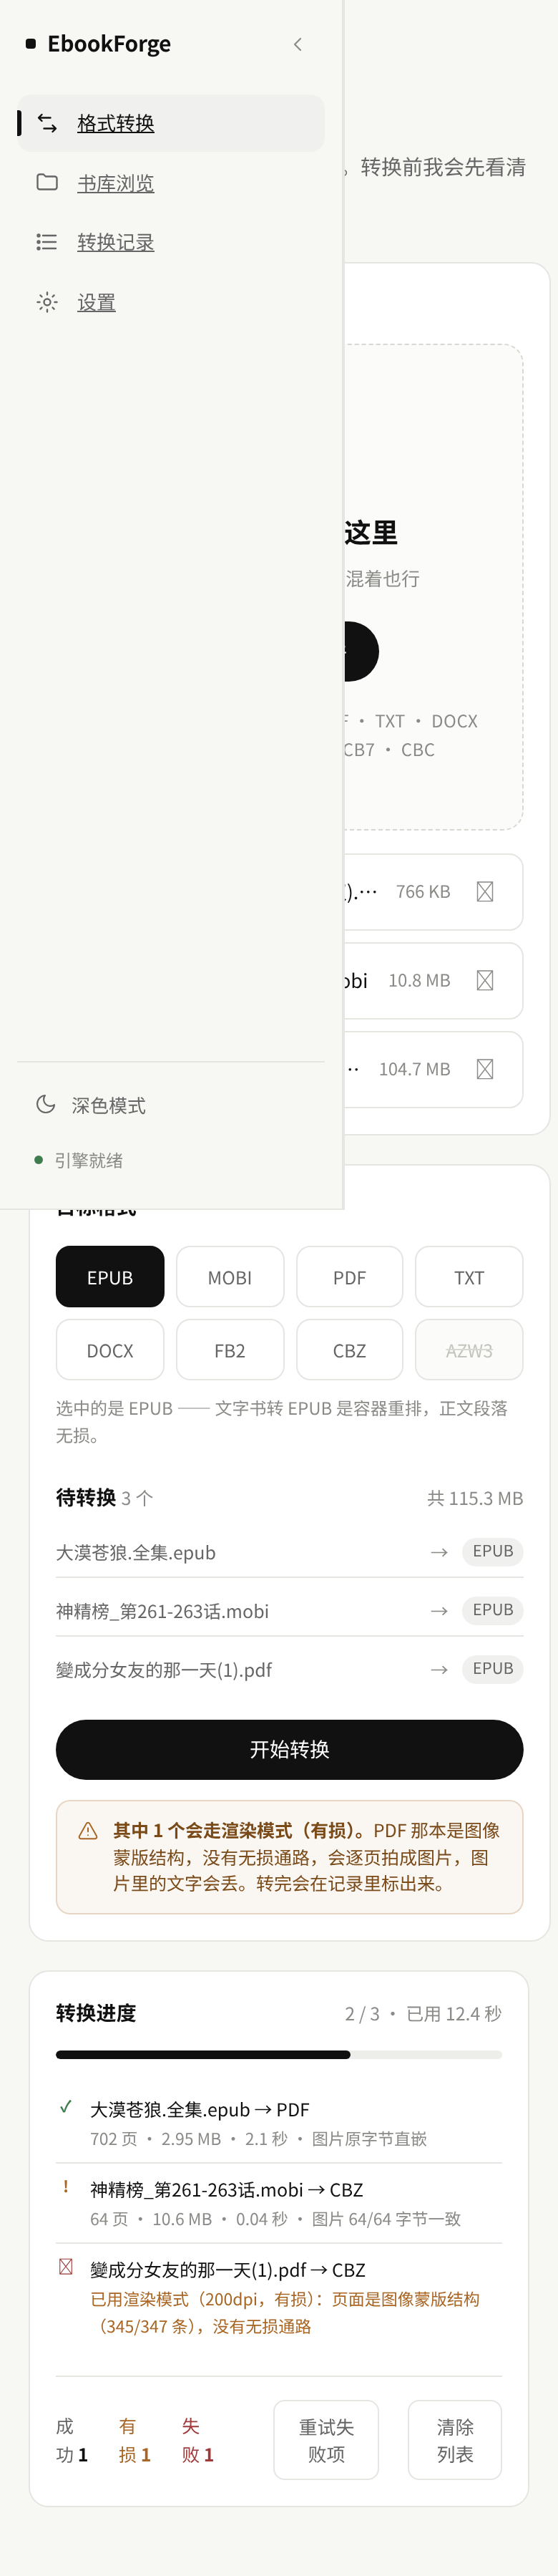 EbookForge
格式转换
书库浏览
转换记录
设置
深色模式
引擎就绪
。转换前我会先看清
这里
混着也行
• TXT • DOCX
CB7 • CBC
).… 766 KB
obi 10.8 MB
… 104.7 MB
目标格式
EPUB MOBI PDF TXT
DOCX FB2 CBZ AZW3
选中的是 EPUB —— 文字书转 EPUB 是容器重排，正文段落
无损。
待转换 3 个 共 115.3 MB
大漠苍狼.全集.epub → EPUB
神精榜_第261-263话.mobi → EPUB
變成分女友的那一天(1).pdf → EPUB
开始转换
其中 1 个会走渲染模式（有损）。PDF 那本是图像
蒙版结构，没有无损通路，会逐页拍成图片，图
片里的文字会丢。转完会在记录里标出来。
转换进度 2 / 3 • 已用 12.4 秒
✓ 大漠苍狼.全集.epub → PDF
702 页 • 2.95 MB • 2.1 秒 • 图片原字节直嵌
! 神精榜_第261-263话.mobi → CBZ
64 页 • 10.6 MB • 0.04 秒 • 图片 64/64 字节一致
變成分女友的那一天(1).pdf → CBZ
已用渲染模式（200dpi，有损）：页面是图像蒙版结构
（345/347 条），没有无损通路
成功 1 有损 1 失败 1
重试失
败项
清除
列表